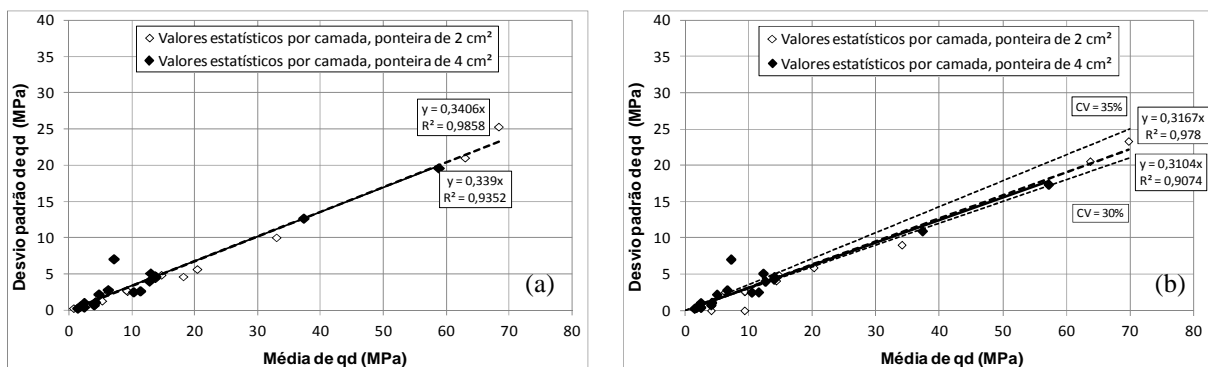 40
35
30
25
20
15
10
5
0
Desvio padrão de qd (MPa)
Valores estatísticos por camada, ponteira de 2 cm²
Valores estatísticos por camada, ponteira de 4 cm²
y = 0,3406x
R² = 0,9858
y = 0,339x
R² = 0,9352
(a)
0 10 20 30 40 50 60 70 80
Média de qd (MPa)
40
35
30
25
20
15
10
5
0
Desvio padrão de qd (MPa)
Valores estatísticos por camada, ponteira de 2 cm²
Valores estatísticos por camada, ponteira de 4 cm²
CV = 35%
y = 0,3167x
R² = 0,978
y = 0,3104x
R² = 0,9074
CV = 30%
(b)
0 10 20 30 40 50 60 70 80
Média de qd (MPa)